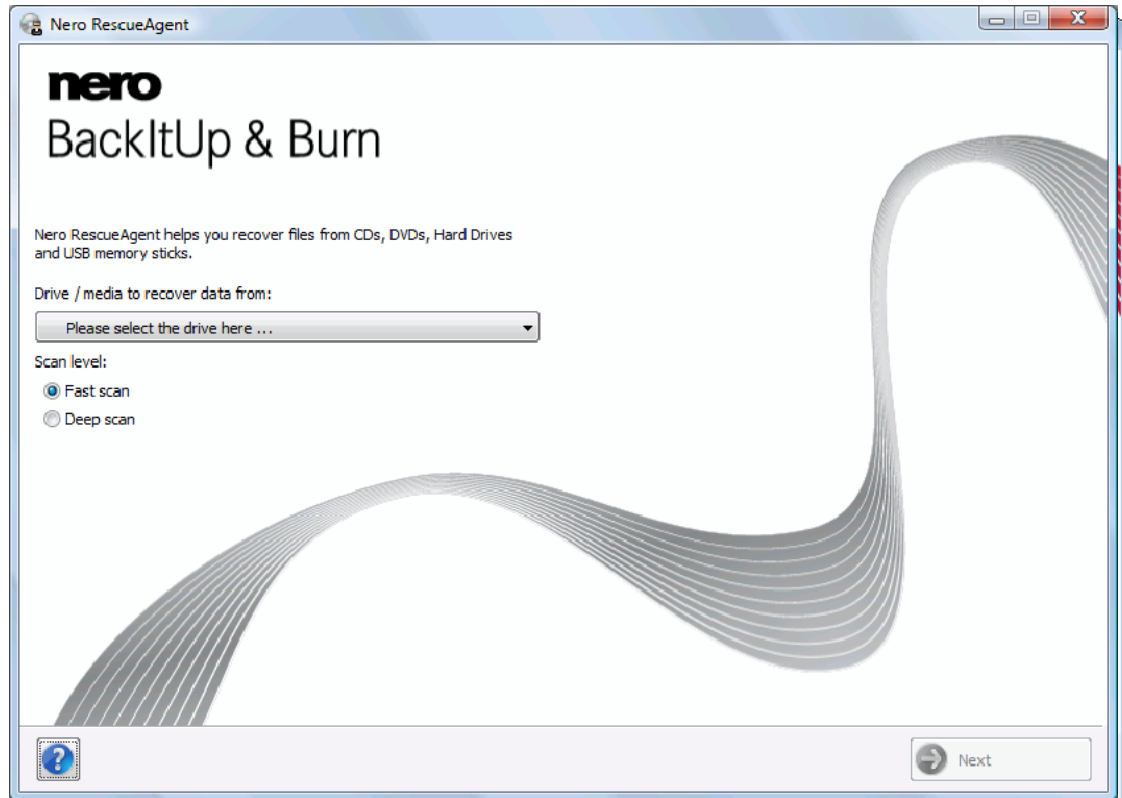 Nero RescueAgent
nero
BackItUp & Burn
Nero RescueAgent helps you recover files from CDs, DVDs, Hard Drives
and USB memory sticks.
Drive / media to recover data from:
Please select the drive here ...
Scan level:
Fast scan
Deep scan
Next